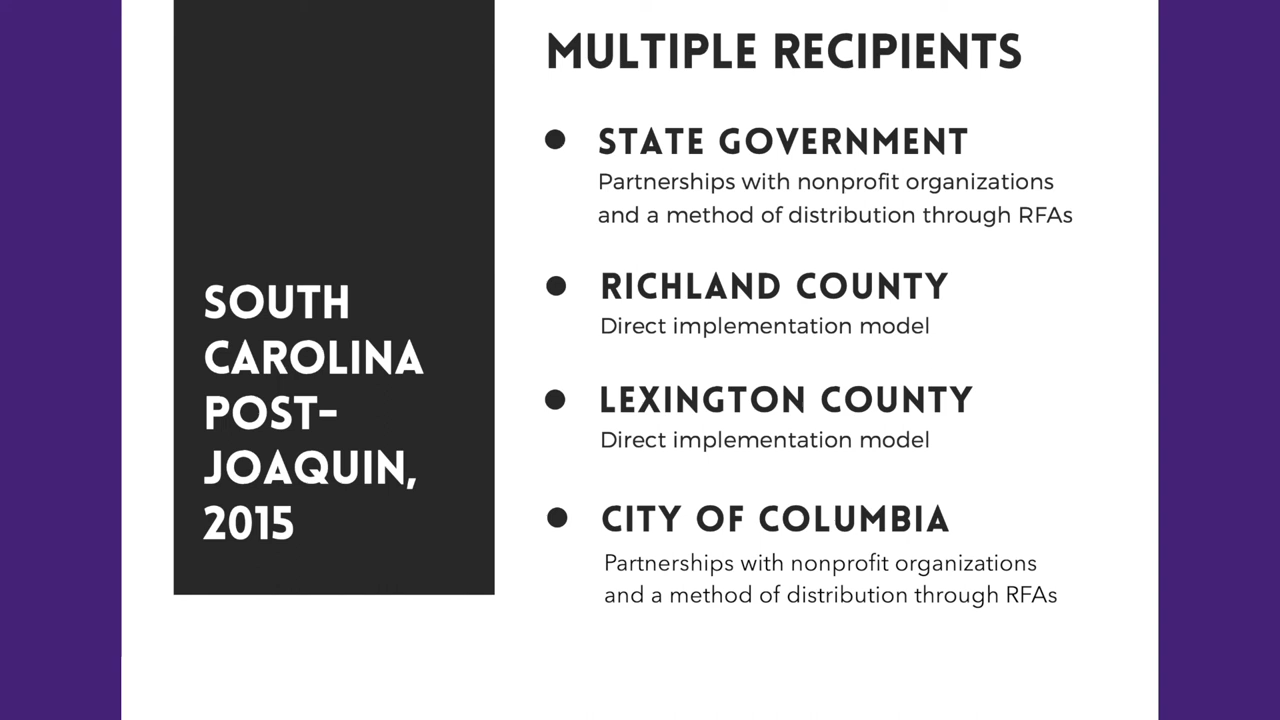 SOUTH
CAROLINA
POST-
JOAQUIN,
2015
MULTIPLE RECIPIENTS
STATE GOVERNMENT
Partnerships with nonprofit organizations
and a method of distribution through RFAs
RICHLAND COUNTY
Direct implementation model
LEXINGTON COUNTY
Direct implementation model
CITY OF COLUMBIA
Partnerships with nonprofit organizations
and a method of distribution through RFAs